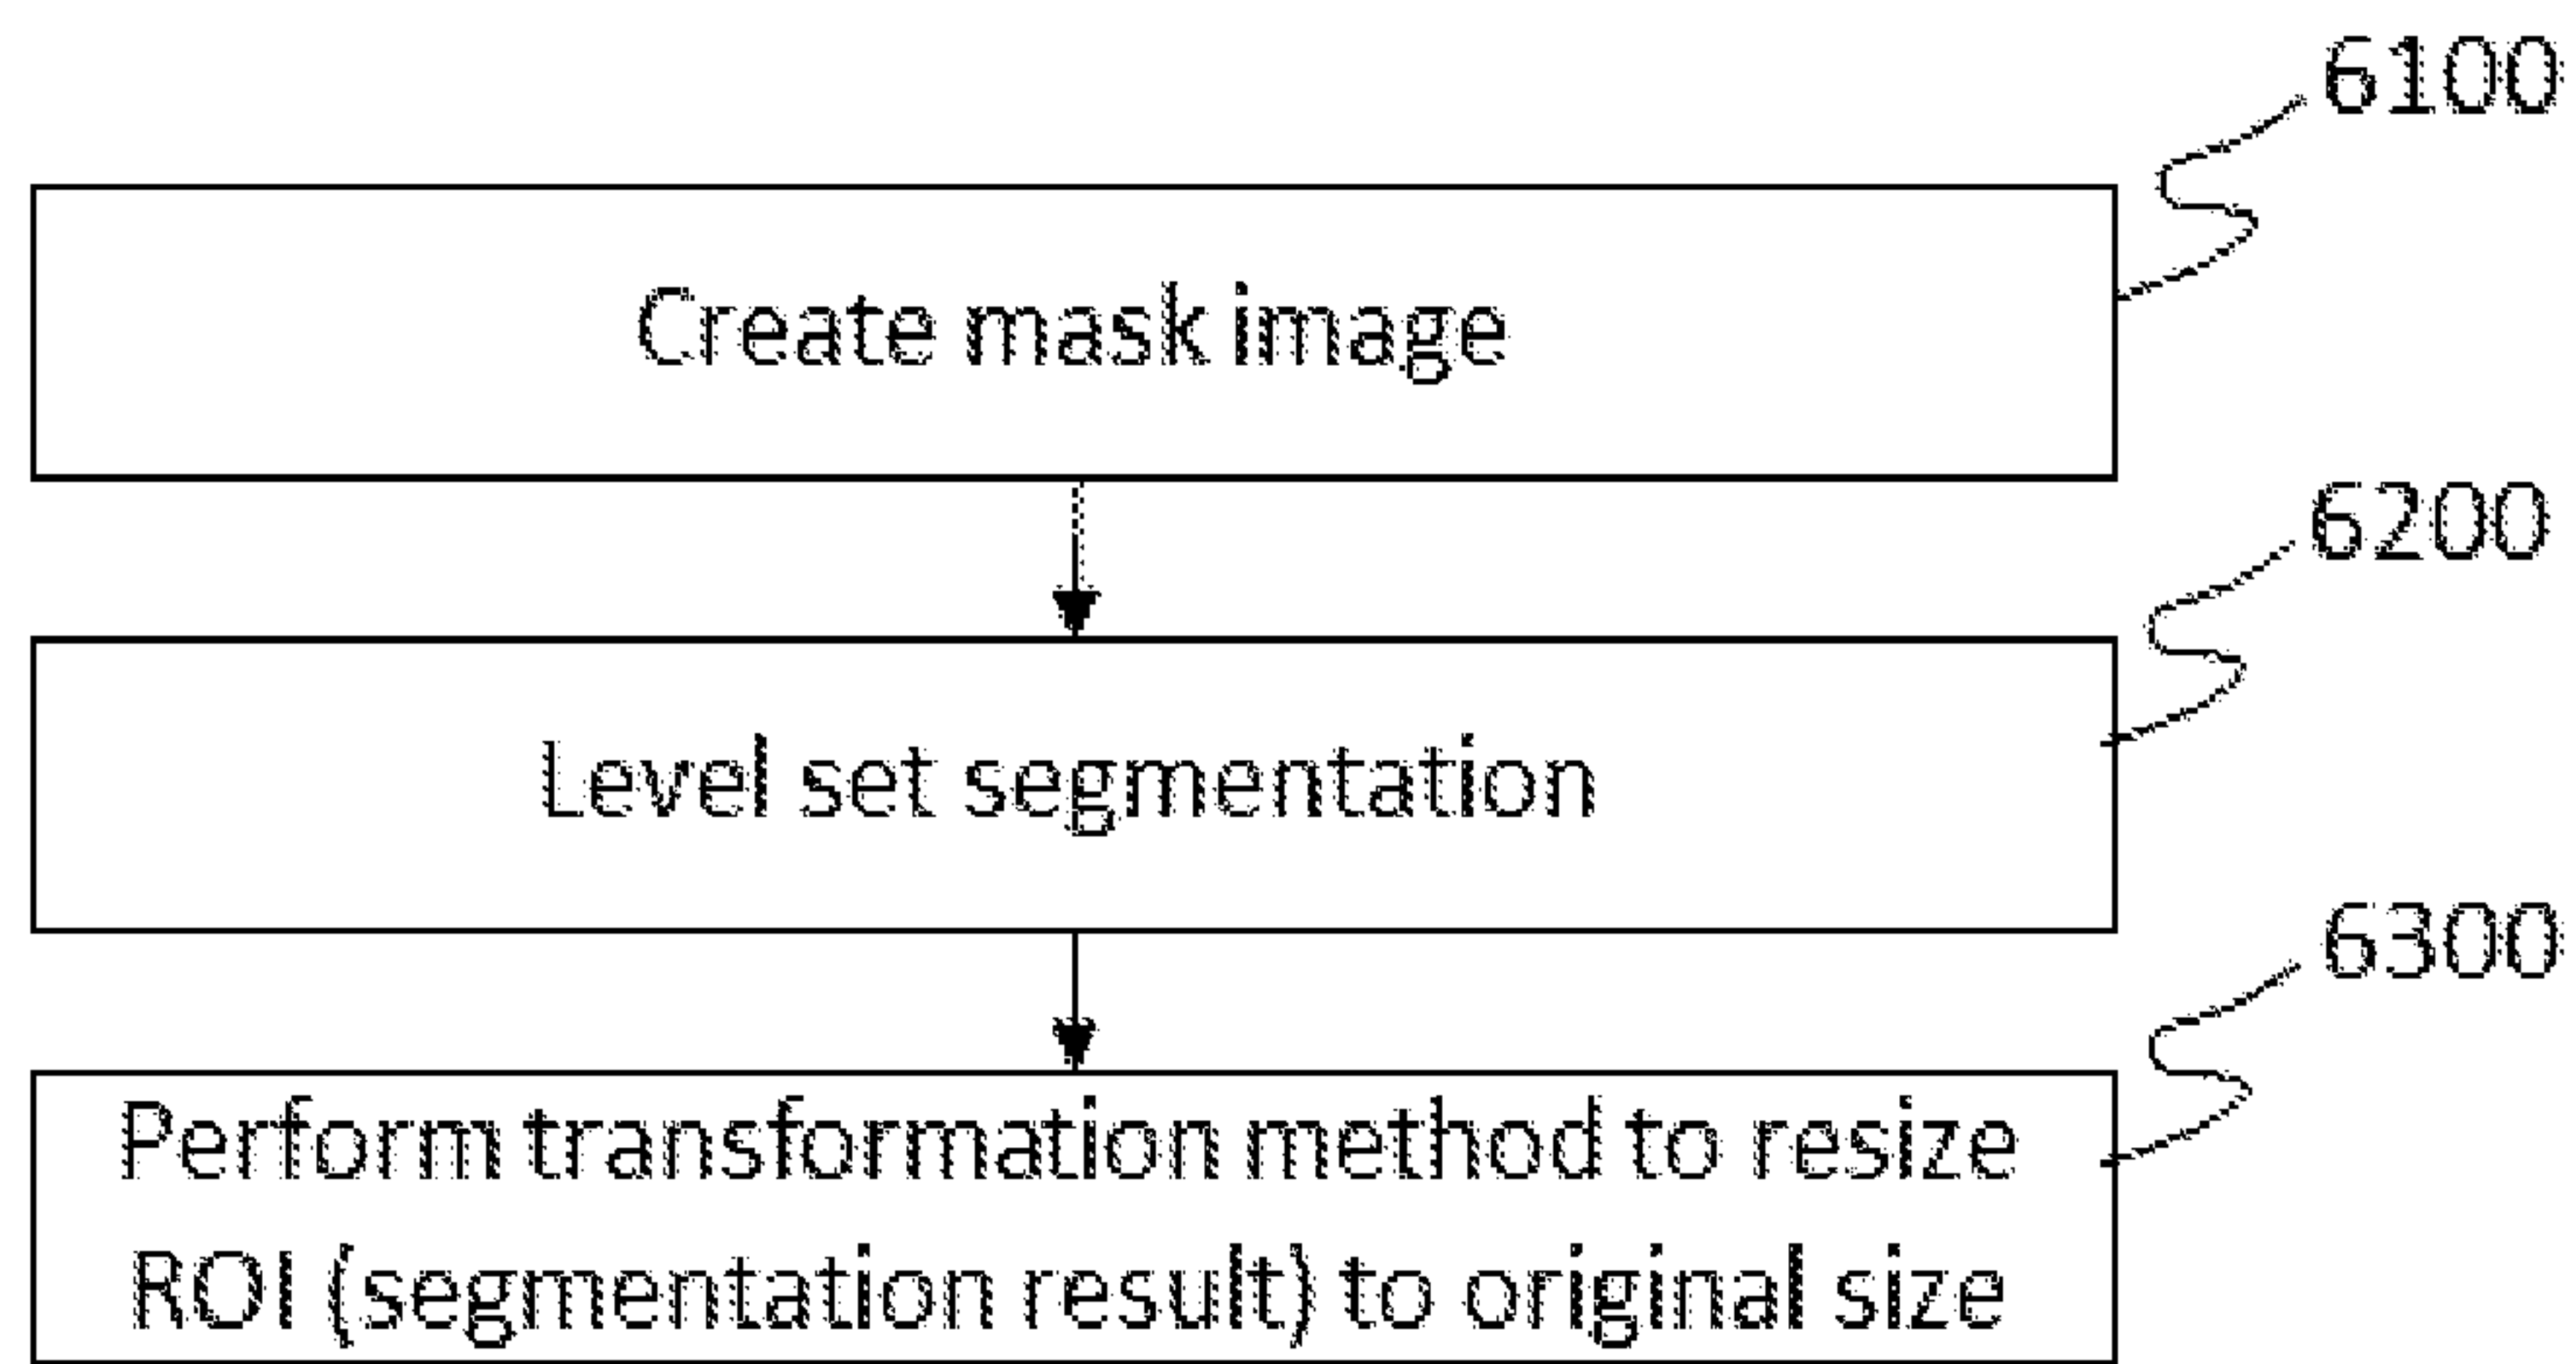 6100
Create mask image
6200
Level set segmentation
6300
Perform transformation method to resize
ROI (segmentation result) to original size